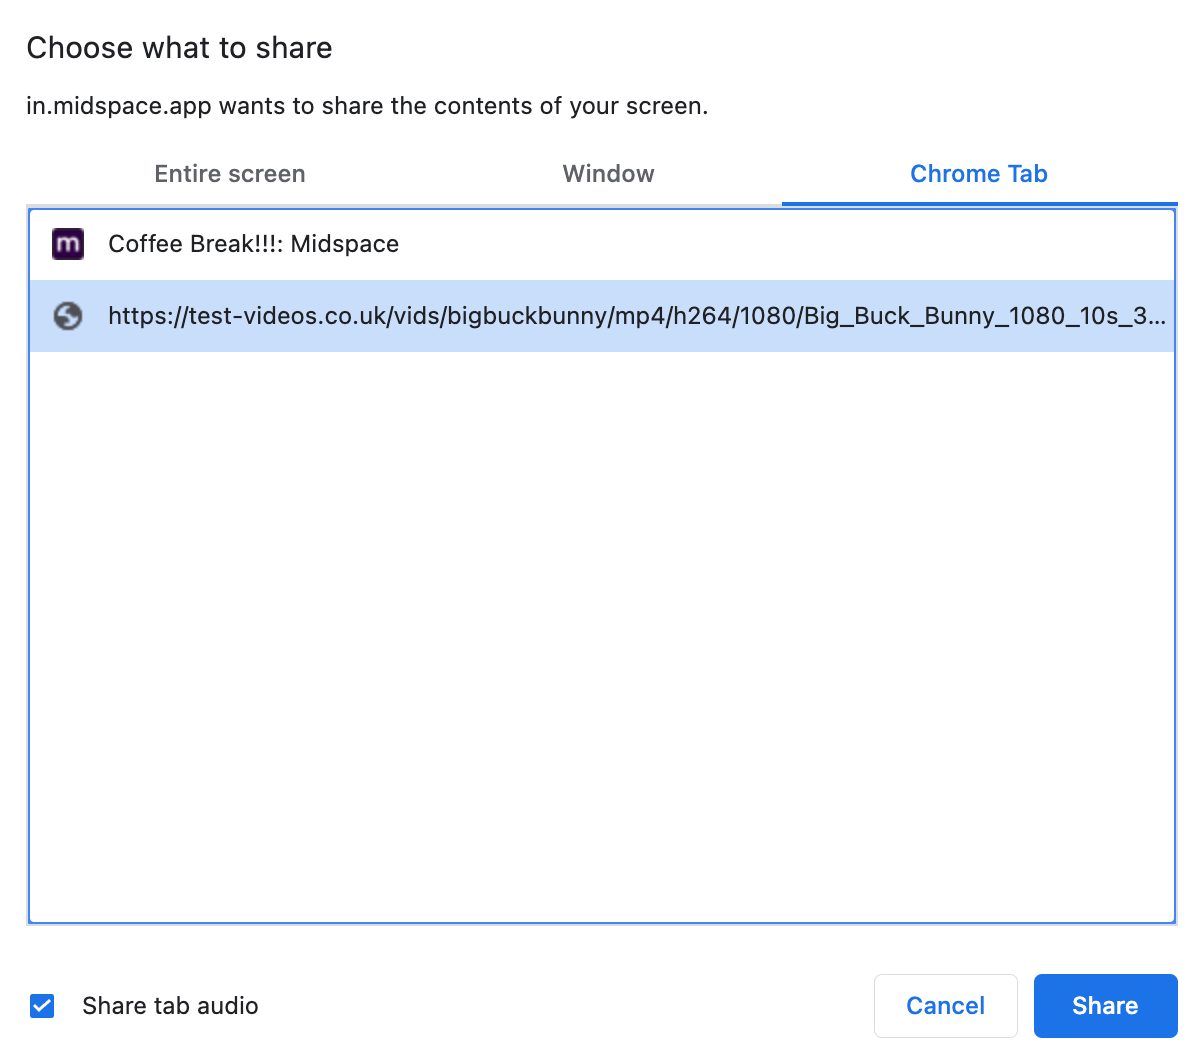 Choose what to share
in.midspace.app wants to share the contents of your screen.
Entire screen Window Chrome Tab
m Coffee Break!!!: Midspace
https://test-videos.co.uk/vids/bigbuckbunny/mp4/h264/1080/Big_Buck_Bunny_1080_10s_3...
Share tab audio Cancel Share